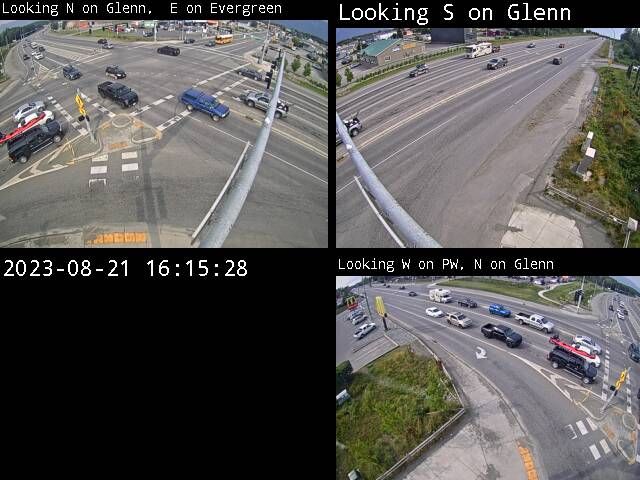 Looking N on Glenn,  E on Evergreen
Looking S on Glenn
2023-08-21 16:15:28
Looking W on PW, N on Glenn